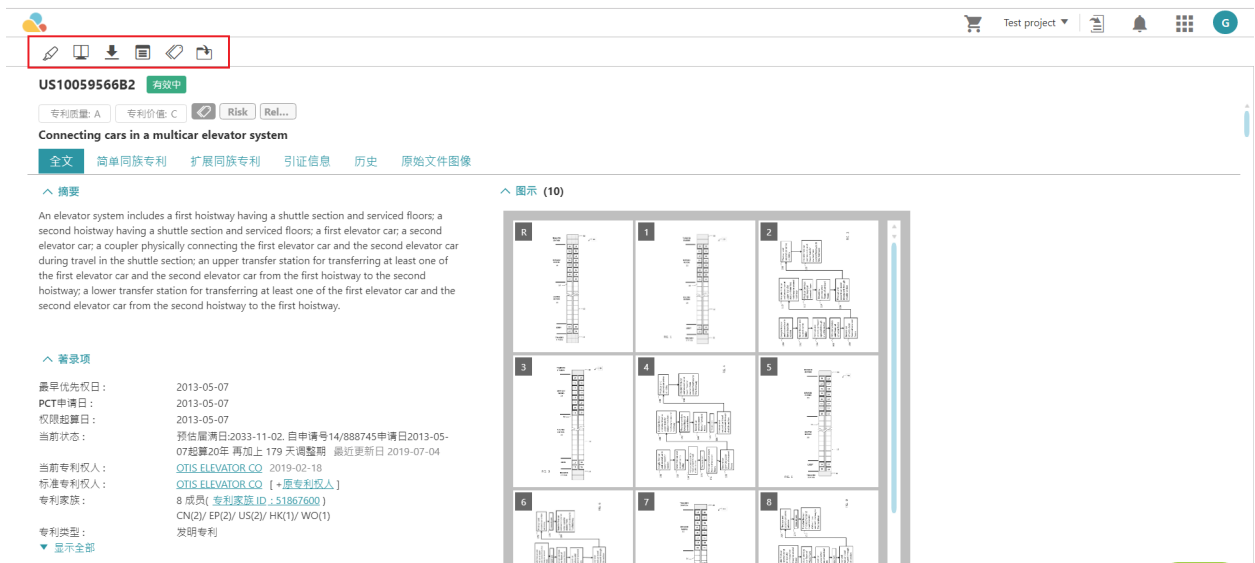 Test project ▼
G
US10059566B2 有效中
专利质量: A 专利价值: C Risk Rel...
Connecting cars in a multicar elevator system
全文 简单同族专利 扩展同族专利 引证信息 历史 原始文件图像
摘要
An elevator system includes a first hoistway having a shuttle section and serviced floors; a
second hoistway having a shuttle section and serviced floors; a first elevator car; a second
elevator car; a coupler physically connecting the first elevator car and the second elevator car
during travel in the shuttle section; an upper transfer station for transferring at least one of
the first elevator car and the second elevator car from the first hoistway to the second
hoistway; a lower transfer station for transferring at least one of the first elevator car and the
second elevator car from the second hoistway to the first hoistway.
著录项
最早优先权日 : 2013-05-07
PCT申请日 : 2013-05-07
权限起算日 : 2013-05-07
当前状态 : 预估届满日:2033-11-02. 自申请号14/888745申请日2013-05-
07起算20年 再加上 179 天调整期 最近更新日 2019-07-04
当前专利权人 : OTIS ELEVATOR CO 2019-02-18
标准专利权人 : OTIS ELEVATOR CO [ +原专利权人 ]
专利家族 : 8 成员( 专利家族 ID : 51867600 )
CN(2)/ EP(2)/ US(2)/ HK(1)/ WO(1)
专利类型 : 发明专利
▼ 显示全部
图示 (10)
R 1 2
3 4 5
6 7 8